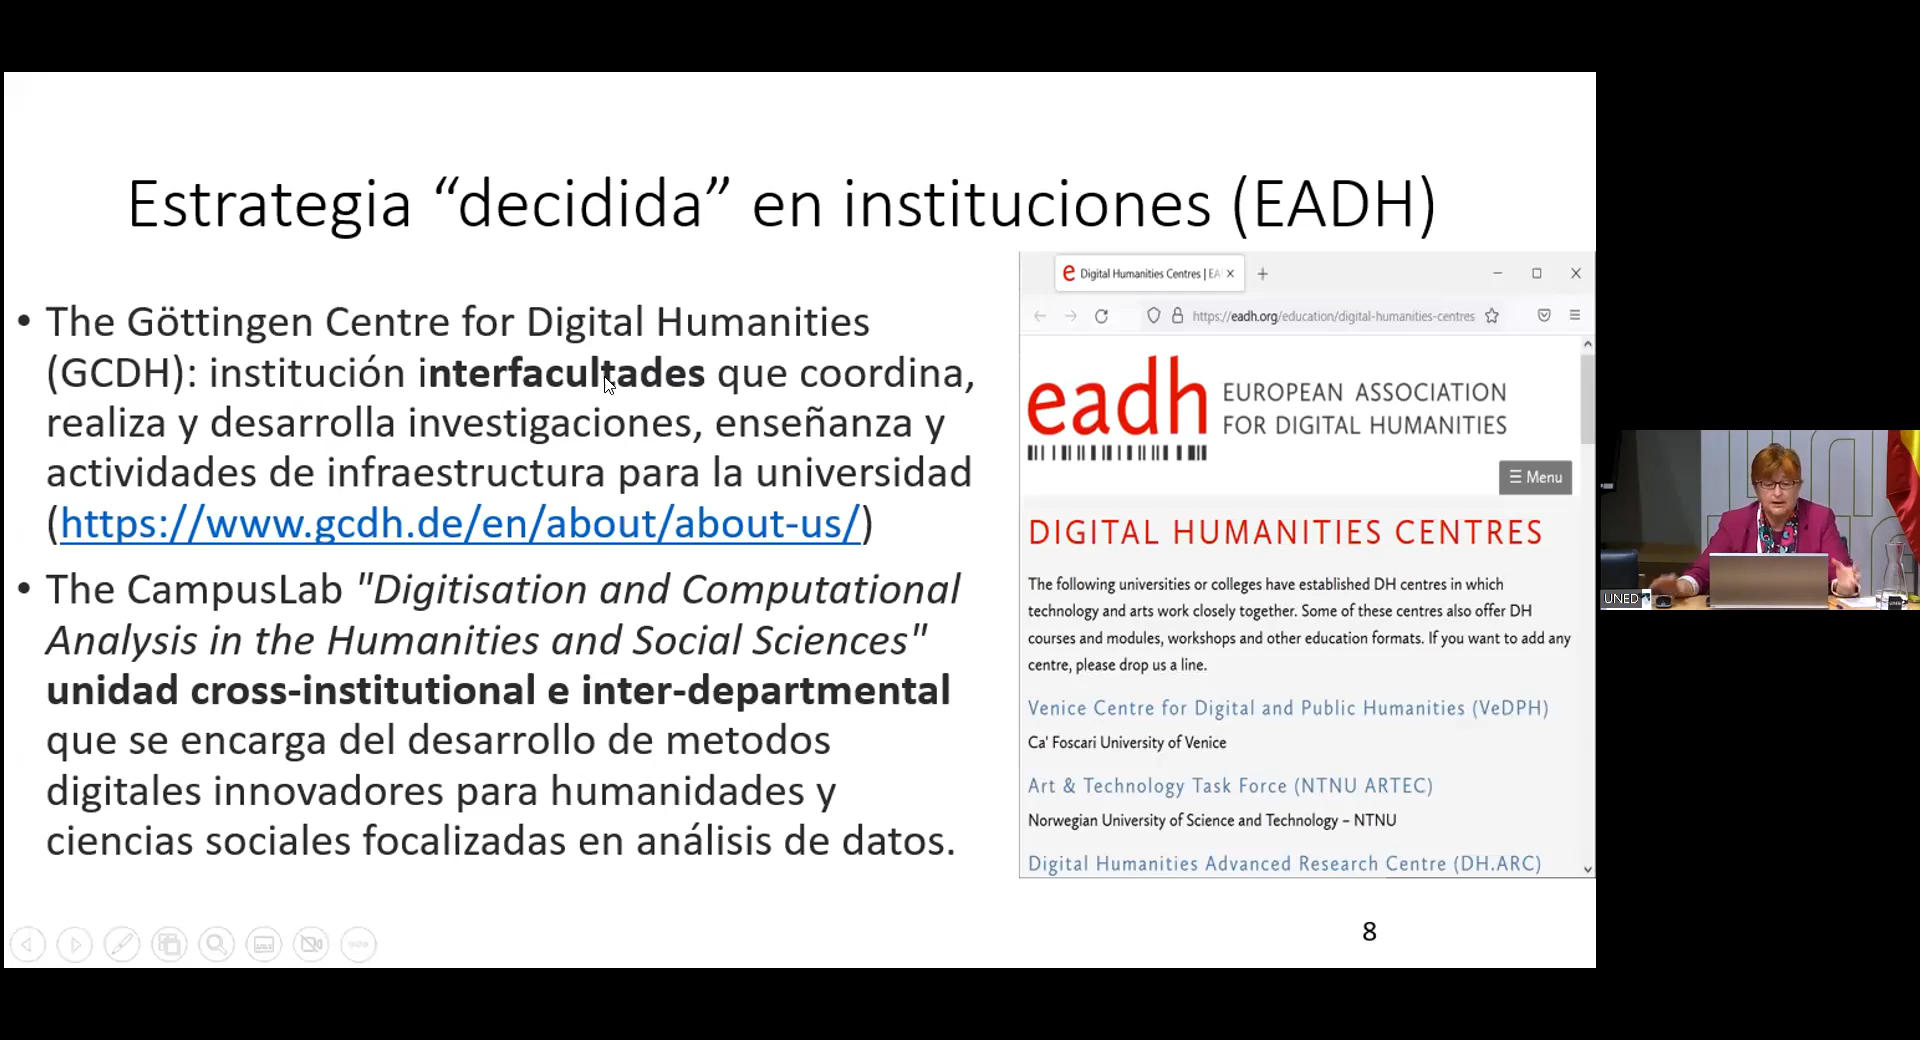 Estrategia “decidida” en instituciones (EADH)
• The Göttingen Centre for Digital Humanities
(GCDH): institución interfacultades que coordina,
realiza y desarrolla investigaciones, enseñanza y
actividades de infraestructura para la universidad
(https://www.gcdh.de/en/about/about-us/)
• The CampusLab "Digitisation and Computational
Analysis in the Humanities and Social Sciences"
unidad cross-institutional e inter-departmental
que se encarga del desarrollo de metodos
digitales innovadores para humanidades y
ciencias sociales focalizadas en análisis de datos.
e Digital Humanities Centres | EA
https://eadh.org/education/digital-humanities-centres
eadh EUROPEAN ASSOCIATION
FOR DIGITAL HUMANITIES
Menu
DIGITAL HUMANITIES CENTRES
The following universities or colleges have established DH centres in which
technology and arts work closely together. Some of these centres also offer DH
courses and modules, workshops and other education formats. If you want to add any
centre, please drop us a line.
Venice Centre for Digital and Public Humanities (VeDPH)
Ca' Foscari University of Venice
Art & Technology Task Force (NTNU ARTEC)
Norwegian University of Science and Technology – NTNU
Digital Humanities Advanced Research Centre (DH.ARC)
8
UNED